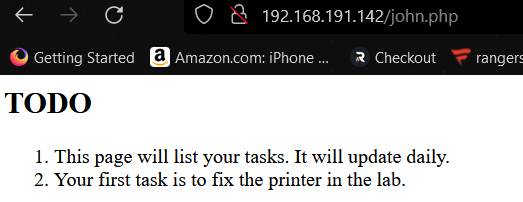 192.168.191.142/john.php
Getting Started a Amazon.com: iPhone ... Checkout rangers
TODO
1. This page will list your tasks. It will update daily.
2. Your first task is to fix the printer in the lab.